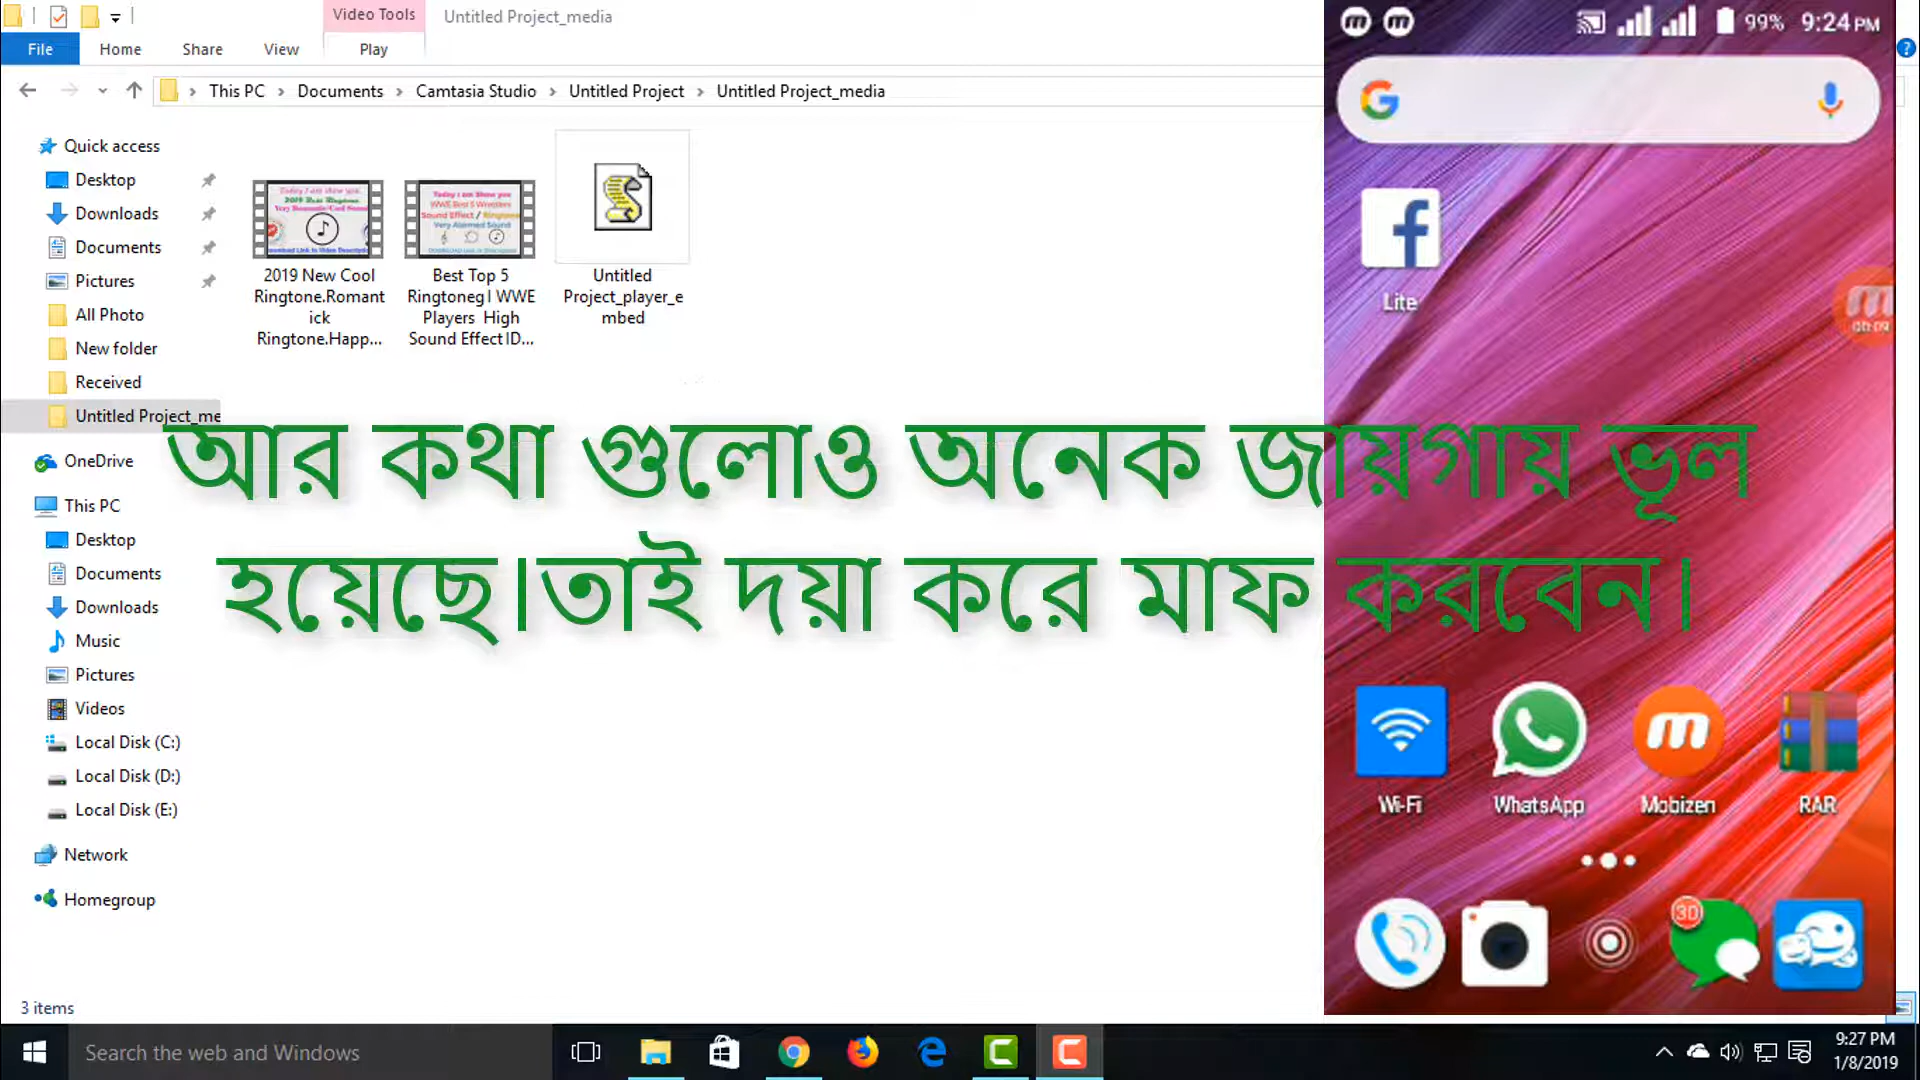 Video Tools
Untitled Project_media
File
Home
Share
View
Play
This PC
Documents
Camtasia Studio
Untitled Project
Untitled Project_media
Quick access
Desktop
Downloads
Documents
Pictures
All Photo
New folder
Received
Untitled Project_me
OneDrive
This PC
Desktop
Documents
Downloads
Music
Pictures
Videos
Local Disk (C:)
Local Disk (D:)
Local Disk (E:)
Network
Homegroup
2019 New Cool
Ringtone.Romant
ick
Ringtone.Happ...
Best Top 5
Ringtoneg l WWE
Players High
Sound Effect lD...
Untitled
Project_player_e
mbed
আর কথা গুলোও অনেক জায়গায় ভূল
হয়েছে।তাই দয়া করে মাফ করবেন।
99%
9:24 PM
Lite
00:09
Wi-Fi
WhatsApp
Mobizen
RAR
30
3 items
Search the web and Windows
9:27 PM
1/8/2019